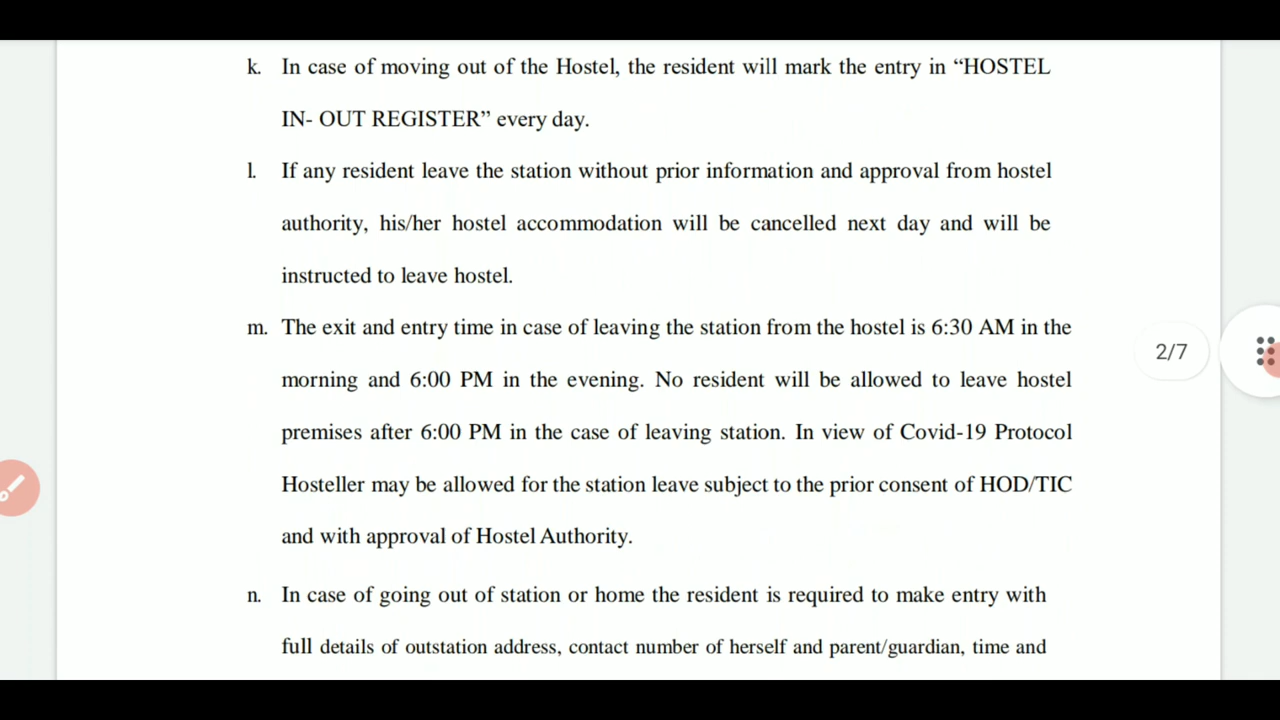 k. In case of moving out of the Hostel, the resident will mark the entry in “HOSTEL
IN- OUT REGISTER” every day.
l. If any resident leave the station without prior information and approval from hostel
authority, his/her hostel accommodation will be cancelled next day and will be
instructed to leave hostel.
m. The exit and entry time in case of leaving the station from the hostel is 6:30 AM in the
morning and 6:00 PM in the evening. No resident will be allowed to leave hostel
premises after 6:00 PM in the case of leaving station. In view of Covid-19 Protocol
Hosteller may be allowed for the station leave subject to the prior consent of HOD/TIC
and with approval of Hostel Authority.
n. In case of going out of station or home the resident is required to make entry with
full details of outstation address, contact number of herself and parent/guardian, time and
2/7